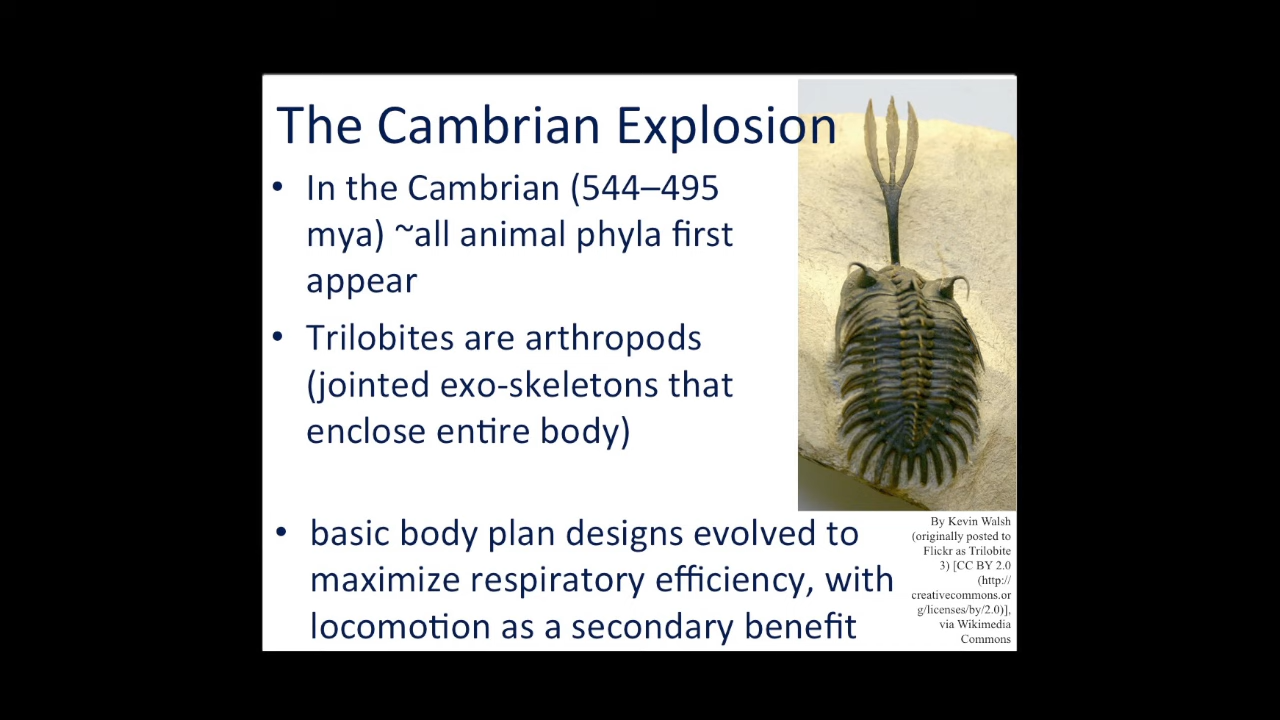 The Cambrian Explosion
• In the Cambrian (544–495
mya) ~all animal phyla first
appear
• Trilobites are arthropods
(jointed exo-skeletons that
enclose entire body)
• basic body plan designs evolved to
maximize respiratory efficiency, with
locomotion as a secondary benefit
By Kevin Walsh
(originally posted to
Flickr as Trilobite
3) [CC BY 2.0
(http://
creativecommons.or
g/licenses/by/2.0)],
via Wikimedia
Commons